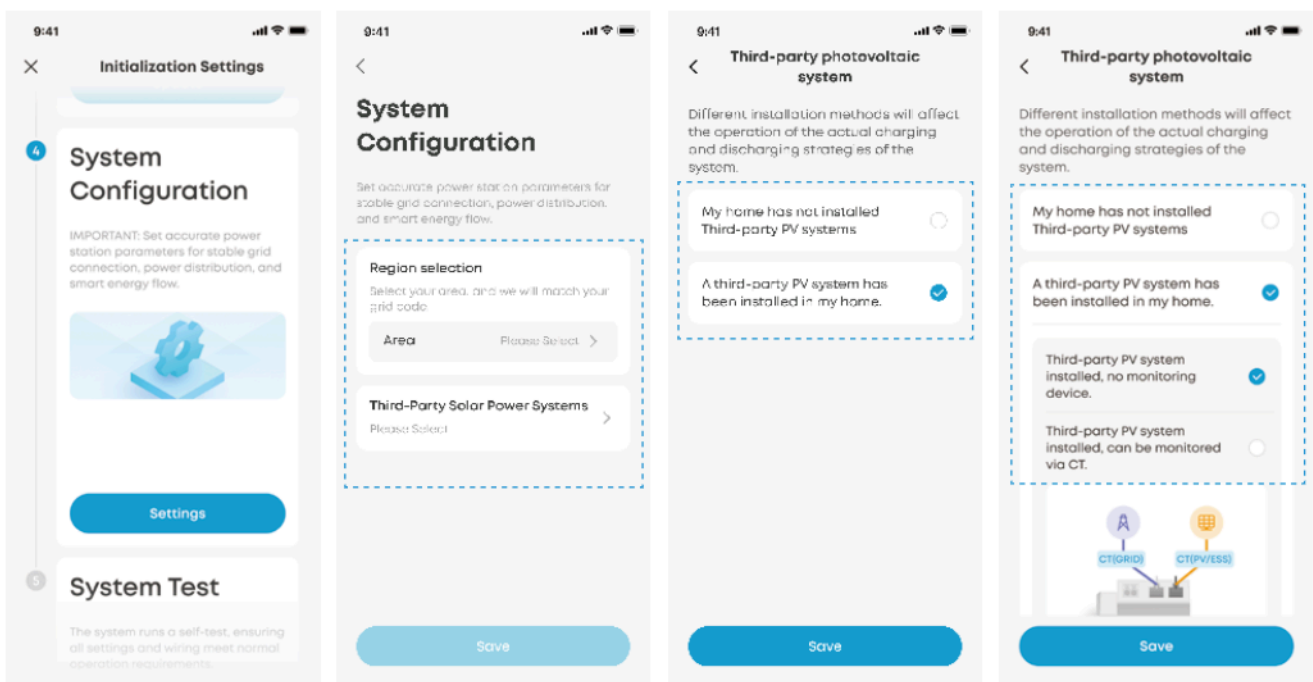 9:41
Initialization Settings
4
System
Configuration
IMPORTANT: Set accurate power
station parameters for stable grid
connection, power distribution, and
smart energy flow.
Settings
5
System Test
The system runs a self-test, ensuring
all settings and wiring meet normal
operation requirements.
9:41
System
Configuration
Set accurate power station parameters for
stable grid connection, power distribution,
and smart energy flow.
Region selection
Select your area, and we will match your
grid code
Area
Please Select
Third-Party Solar Power Systems
Please Select
Save
9:41
Third-party photovoltaic
system
Different installation methods will affect
the operation of the actual charging
and discharging strategies of the
system.
My home has not installed
Third-party PV systems
A third-party PV system has
been installed in my home.
Save
9:41
Third-party photovoltaic
system
Different installation methods will affect
the operation of the actual charging
and discharging strategies of the
system.
My home has not installed
Third-party PV systems
A third-party PV system has
been installed in my home.
Third-party PV system
installed, no monitoring
device.
Third-party PV system
installed, can be monitored
via CT.
CT(GRID)
CT(PV/ESS)
Save